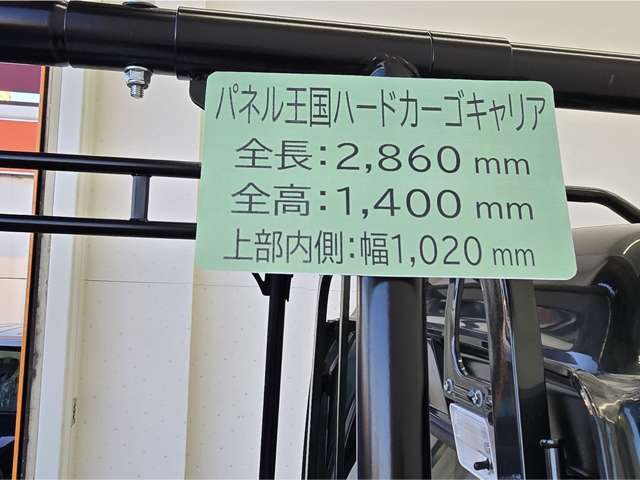 パネル王国ハードカーゴキャリア
全長:2,860 mm
全高:1,400 mm
上部内側:幅1,020 mm